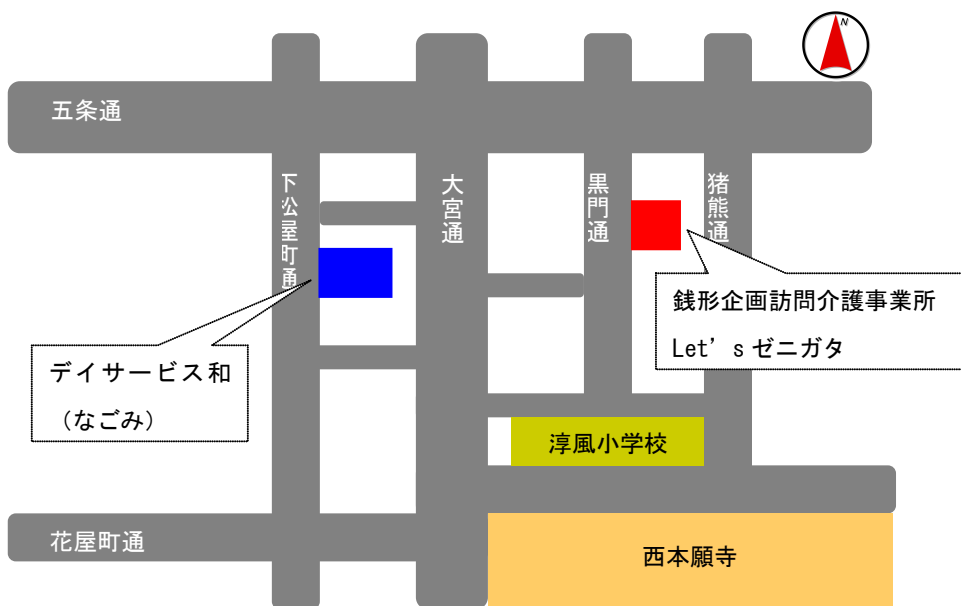 N
五条通
下松屋町通
大宮通
黒門通
猪熊通
銭形企画訪問介護事業所
Let’sゼニガタ
デイサービス和
（なごみ）
淳風小学校
花屋町通
西本願寺